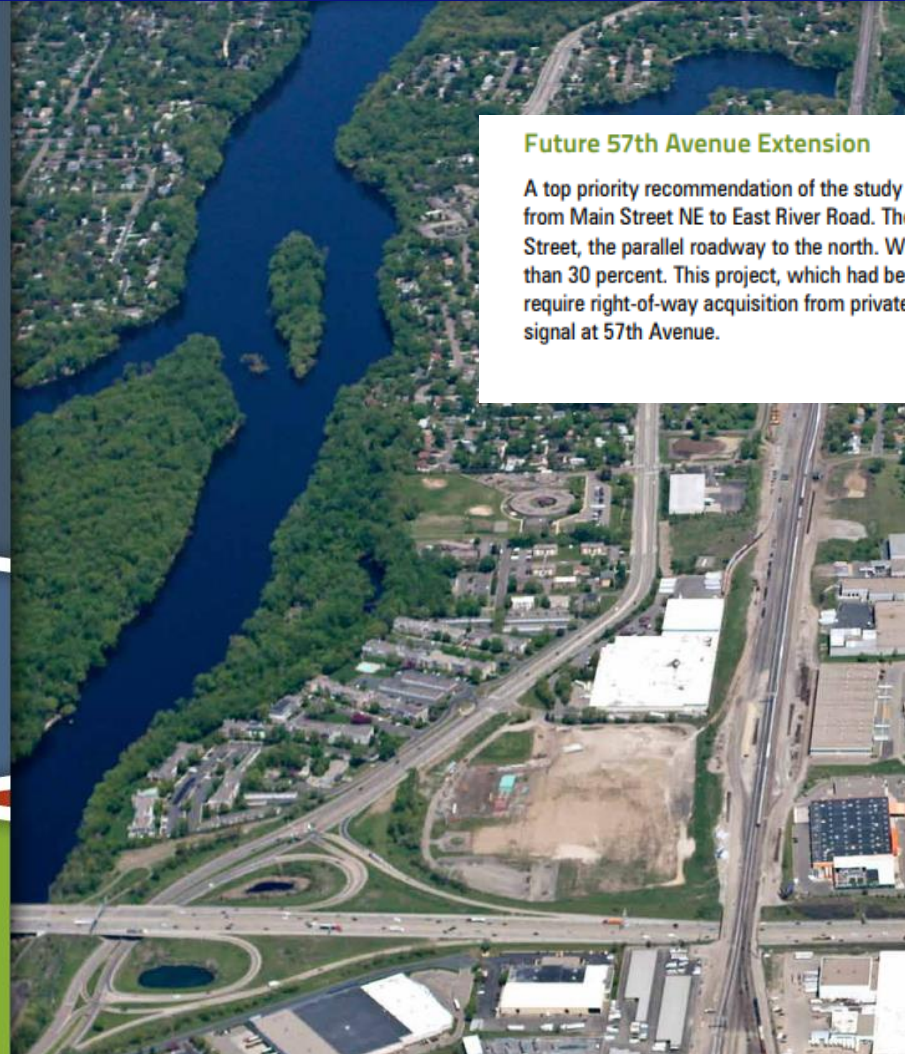 Future 57th Avenue Extension
A top priority recommendation of the study
from Main Street NE to East River Road. The
Street, the parallel roadway to the north. W
than 30 percent. This project, which had be
require right-of-way acquisition from private
signal at 57th Avenue.